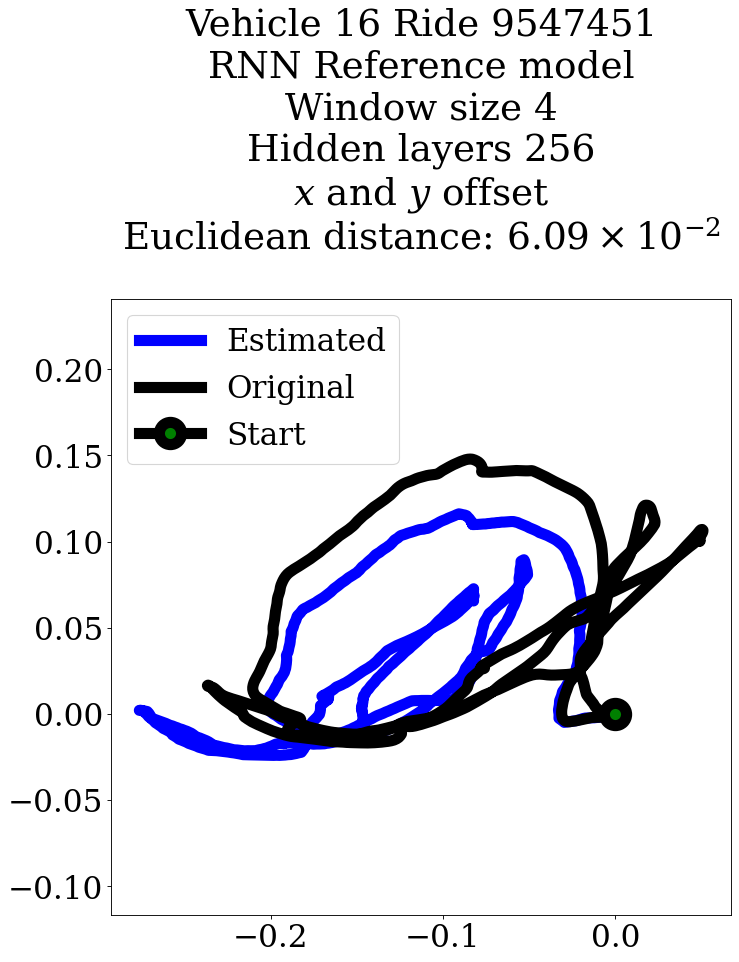 Vehicle 16 Ride 9547451
RNN Reference model
Window size 4
Hidden layers 256
x and y offset
Euclidean distance: 6.09 × 10⁻²
Estimated
Original
Start
0.20
0.15
0.10
0.05
0.00
−0.05
−0.10
−0.2
−0.1
0.0